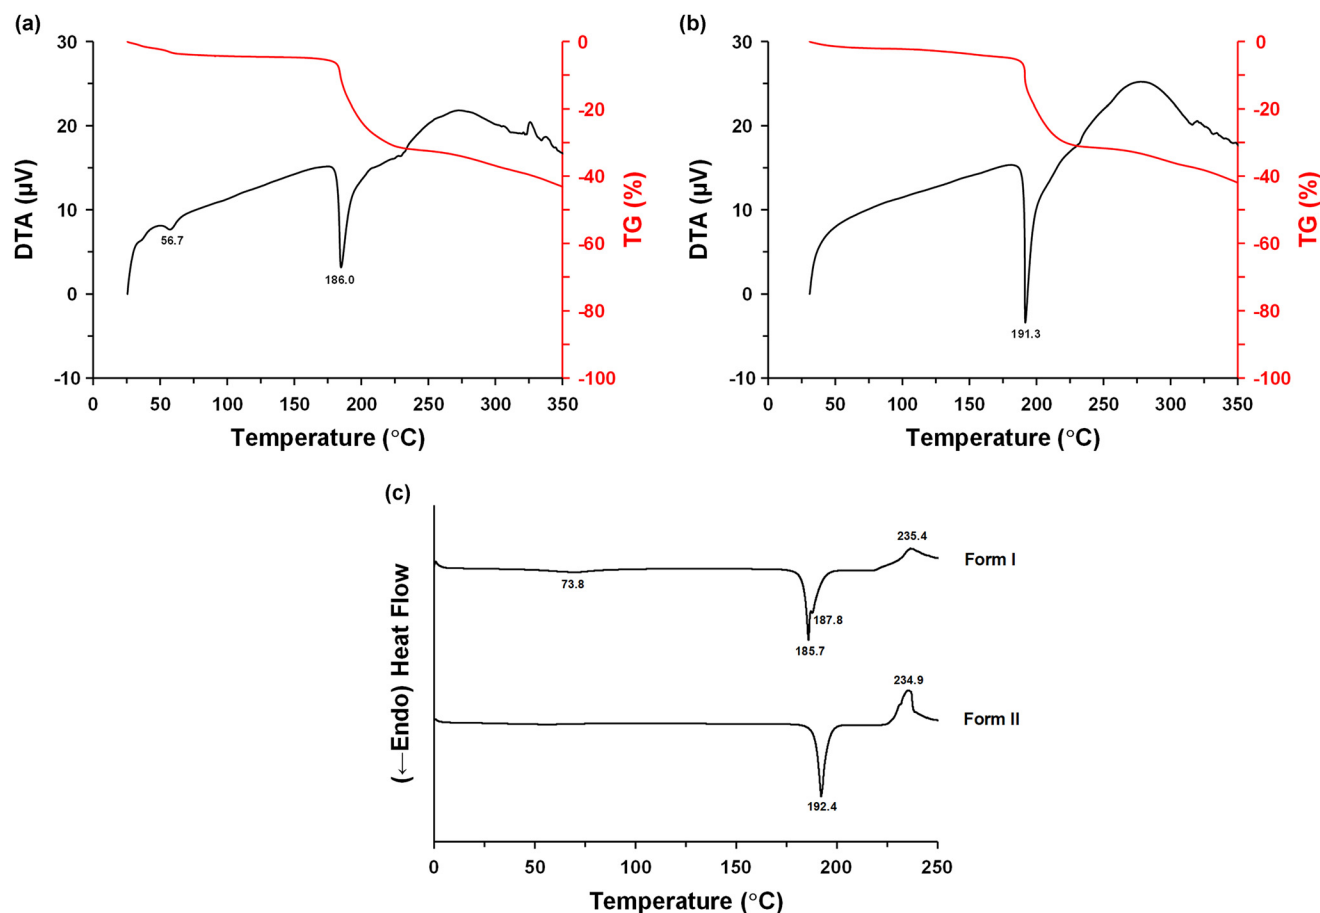 (a)
30
20
10
0
-10
DTA (µV)
56.7
186.0
0
-20
-40
-60
-80
-100
TG (%)
0 50 100 150 200 250 300 350
Temperature (°C)
(b)
30
20
10
0
-10
DTA (µV)
191.3
0
-20
-40
-60
-80
-100
TG (%)
0 50 100 150 200 250 300 350
Temperature (°C)
(c)
(←Endo) Heat Flow
235.4
Form I
73.8
187.8
185.7
234.9
Form II
192.4
0 50 100 150 200 250
Temperature (°C)